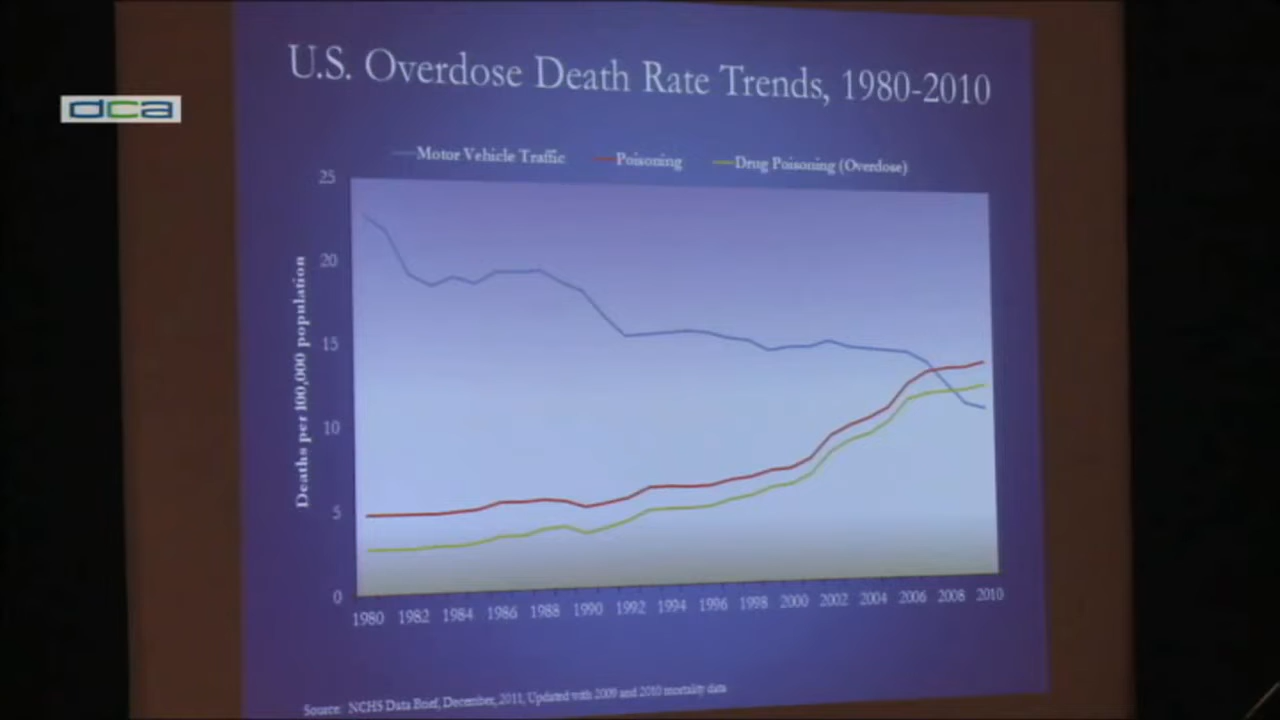 U.S. Overdose Death Rate Trends, 1980-2010
dca
Motor Vehicle Traffic Poisoning Drug Poisoning (Overdose)
25
20
15
10
5
0
Deaths per 100,000 population
1980 1982 1984 1986 1988 1990 1992 1994 1996 1998 2000 2002 2004 2006 2008 2010
Source: NCHS Data Brief, December, 2011, Updated with 2009 and 2010 mortality data